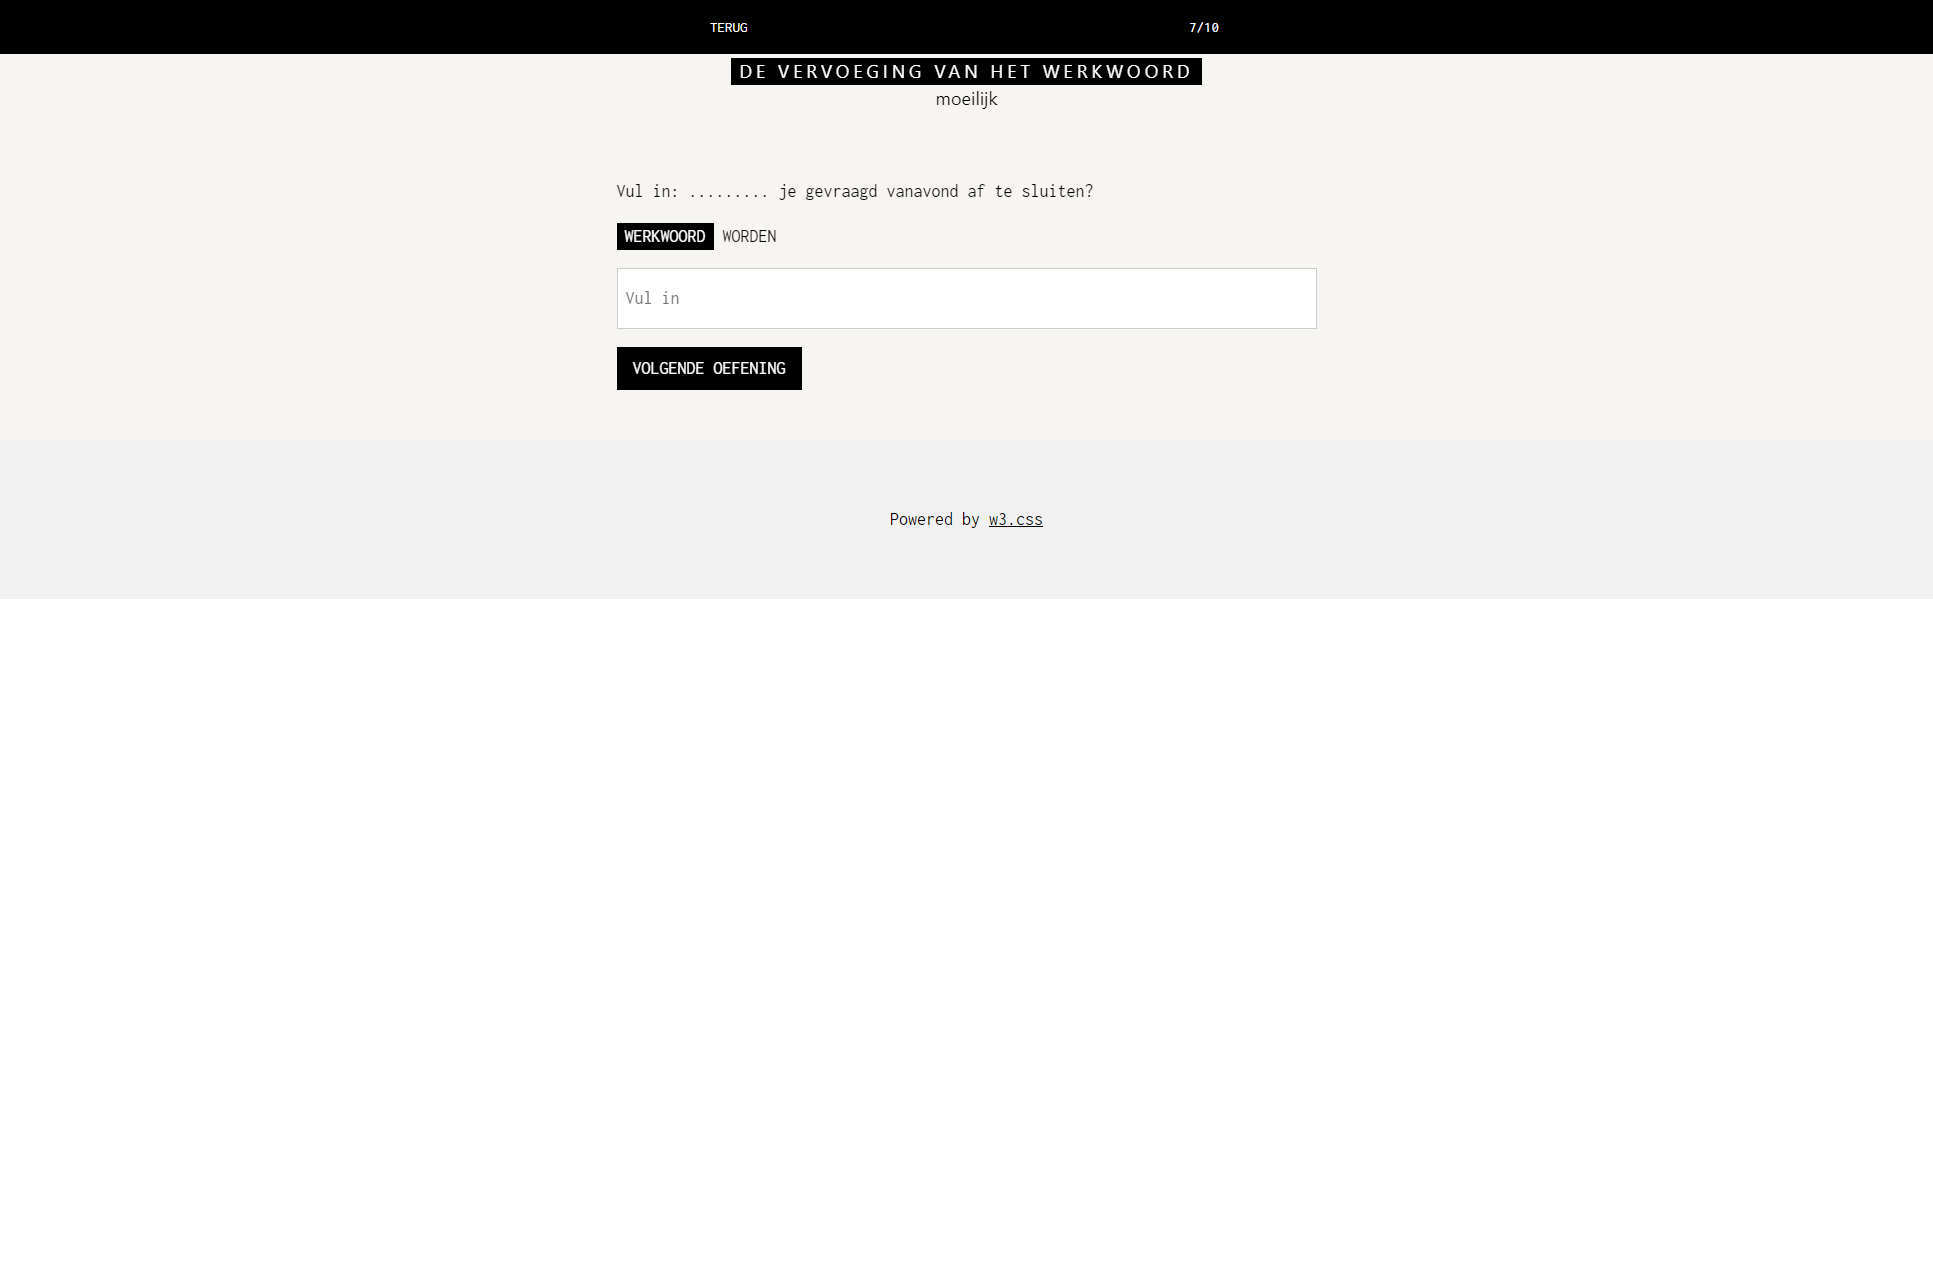 TERUG 7/10
DE VERVOEGING VAN HET WERKWOORD
moeilijk
Vul in: ......... je gevraagd vanavond af te sluiten?
WERKWOORD WORDEN
Vul in
VOLGENDE OEFENING
Powered by w3.css